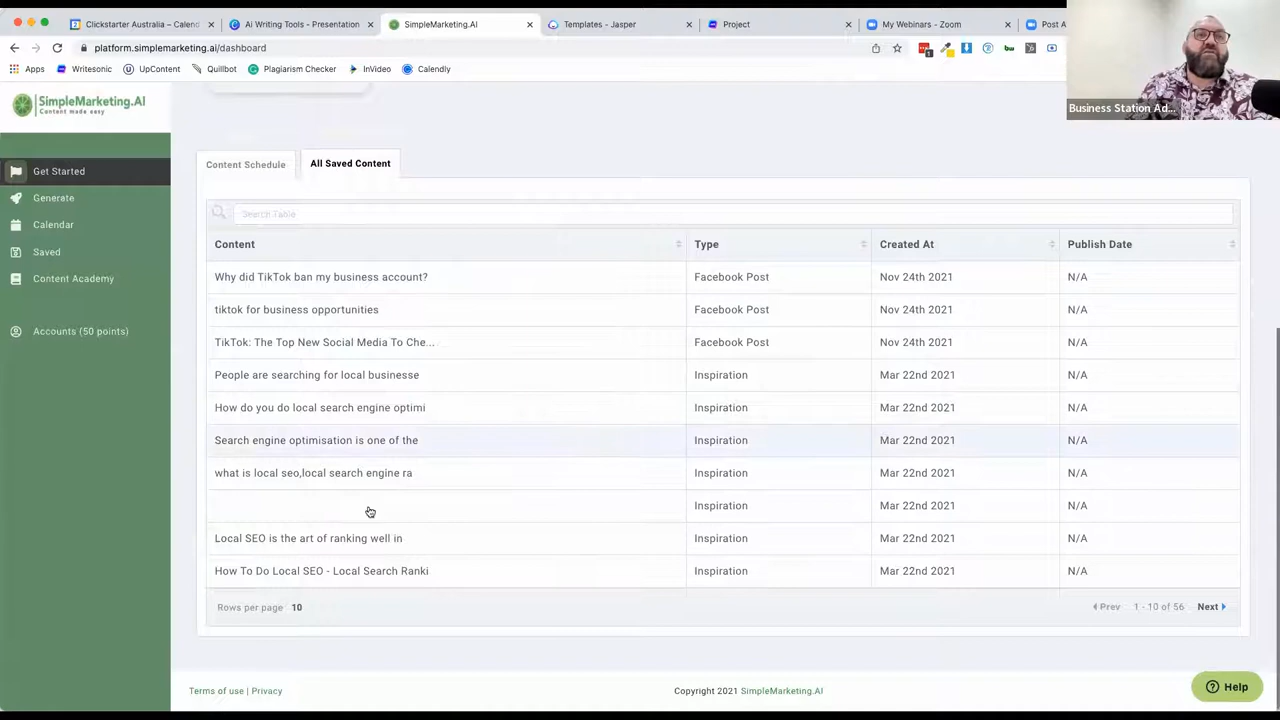 Clickstarter Australia – Calend
Ai Writing Tools - Presentation
SimpleMarketing.AI
Templates - Jasper
Project
My Webinars - Zoom
Post A
platform.simplemarketing.ai/dashboard
Apps
Writesonic
UpContent
Quillbot
Plagiarism Checker
InVideo
Calendly
Business Station Ad...
SimpleMarketing.AI
Content made easy
Get Started
Generate
Calendar
Saved
Content Academy
Accounts (50 points)
Content Schedule
All Saved Content
Search Table
Content Type Created At Publish Date
Why did TikTok ban my business account? Facebook Post Nov 24th 2021 N/A
tiktok for business opportunities Facebook Post Nov 24th 2021 N/A
TikTok: The Top New Social Media To Che... Facebook Post Nov 24th 2021 N/A
People are searching for local businesse Inspiration Mar 22nd 2021 N/A
How do you do local search engine optimi Inspiration Mar 22nd 2021 N/A
Search engine optimisation is one of the Inspiration Mar 22nd 2021 N/A
what is local seo,local search engine ra Inspiration Mar 22nd 2021 N/A
Inspiration Mar 22nd 2021 N/A
Local SEO is the art of ranking well in Inspiration Mar 22nd 2021 N/A
How To Do Local SEO - Local Search Ranki Inspiration Mar 22nd 2021 N/A
Rows per page 10
Prev 1 - 10 of 56 Next
Terms of use | Privacy
Copyright 2021 SimpleMarketing.AI
Help